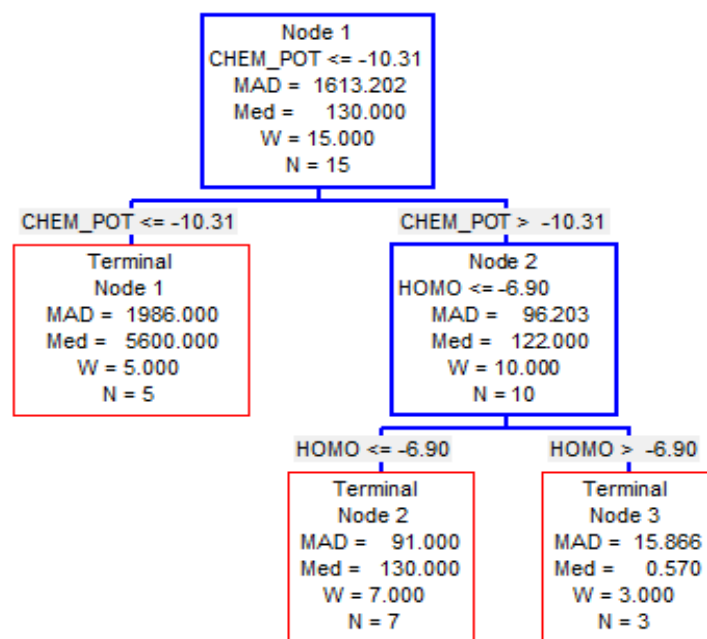 Node 1
CHEM_POT <= -10.31
MAD = 1613.202
Med = 130.000
W = 15.000
N = 15
CHEM_POT <= -10.31
CHEM_POT > -10.31
Terminal
Node 1
MAD = 1986.000
Med = 5600.000
W = 5.000
N = 5
Node 2
HOMO <= -6.90
MAD = 96.203
Med = 122.000
W = 10.000
N = 10
HOMO <= -6.90
HOMO > -6.90
Terminal
Node 2
MAD = 91.000
Med = 130.000
W = 7.000
N = 7
Terminal
Node 3
MAD = 15.866
Med = 0.570
W = 3.000
N = 3